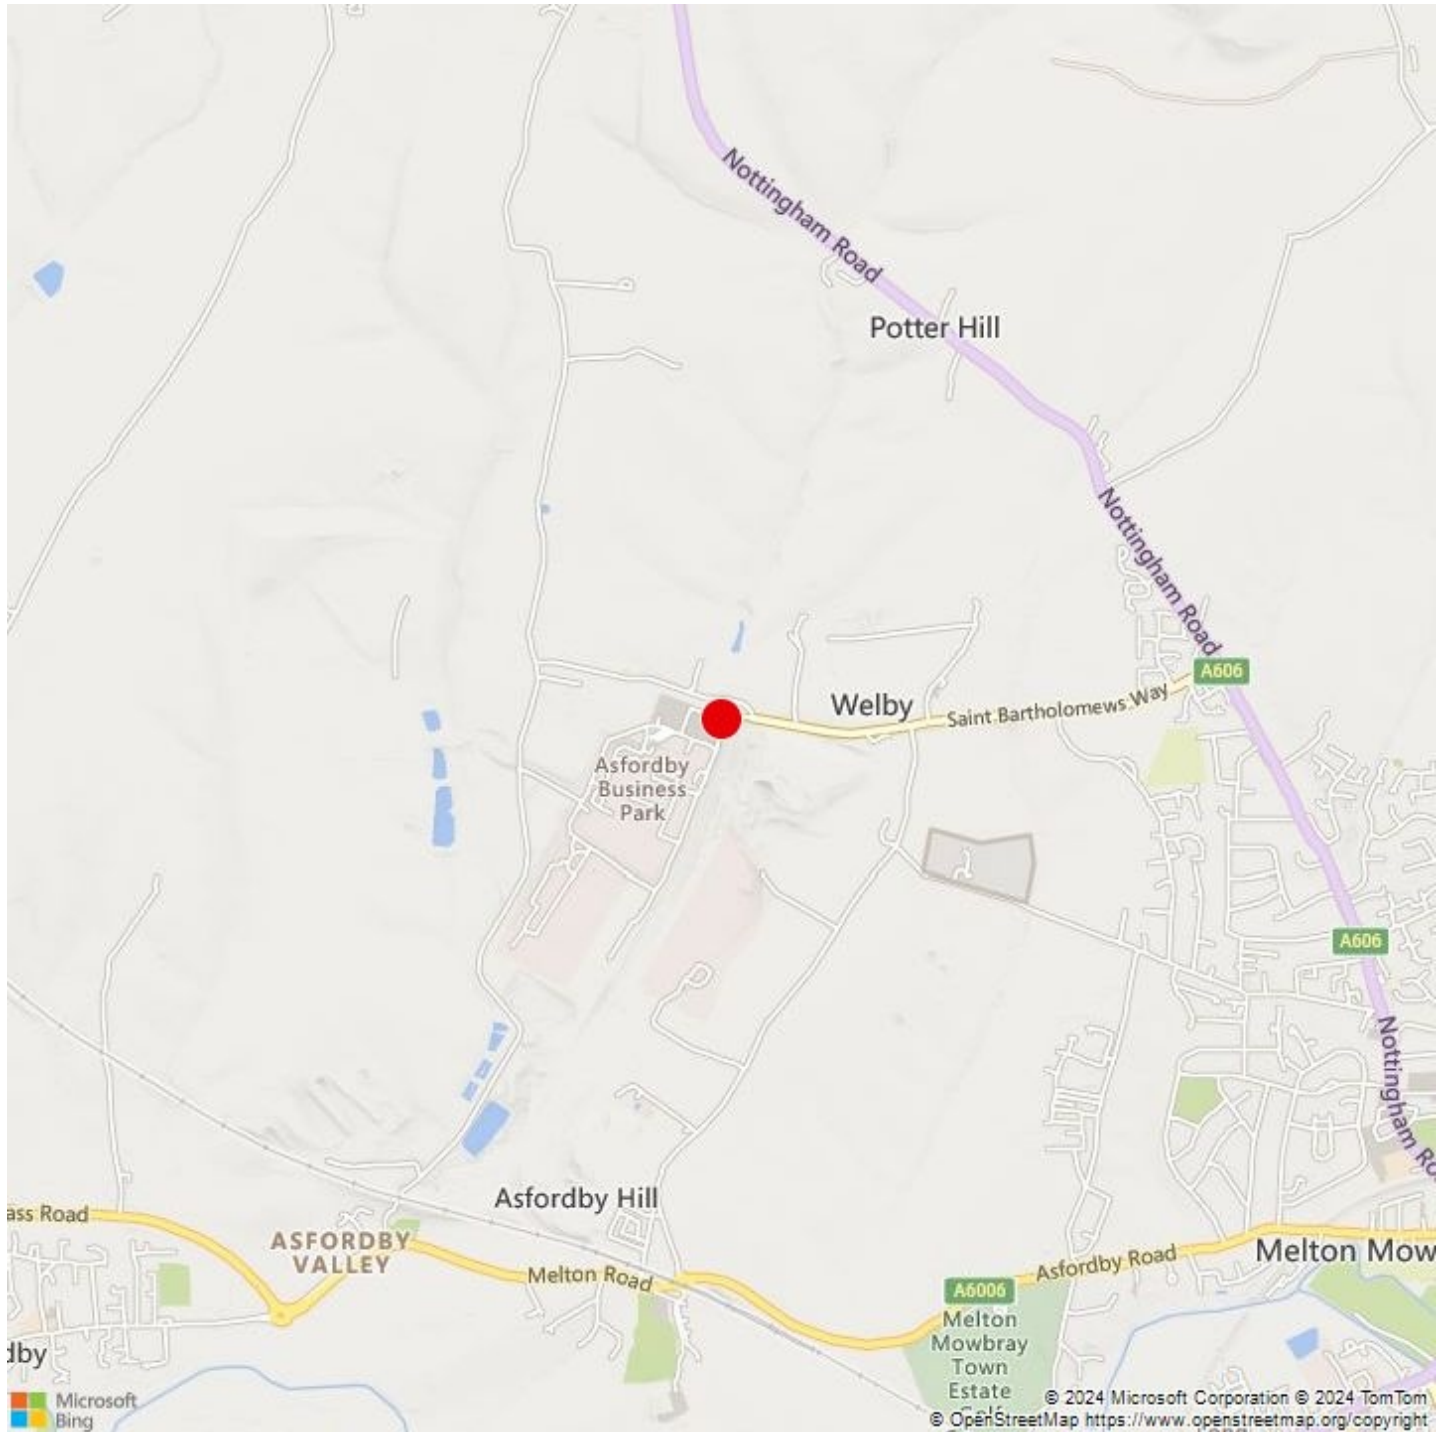 Nottingham Road
Potter Hill
Nottingham Road
A606
Welby
Saint Bartholomews Way
Asfordby
Business
Park
A606
Nottingham Ro
Asfordby Hill
ass Road
ASFORDBY
VALLEY
Melton Road
Asfordby Road
Melton Mow
A6006
Melton
Mowbray
Town
Estate
Golf
dby
Microsoft
Bing
© 2024 Microsoft Corporation © 2024 TomTom
© OpenStreetMap https://www.openstreetmap.org/copyright